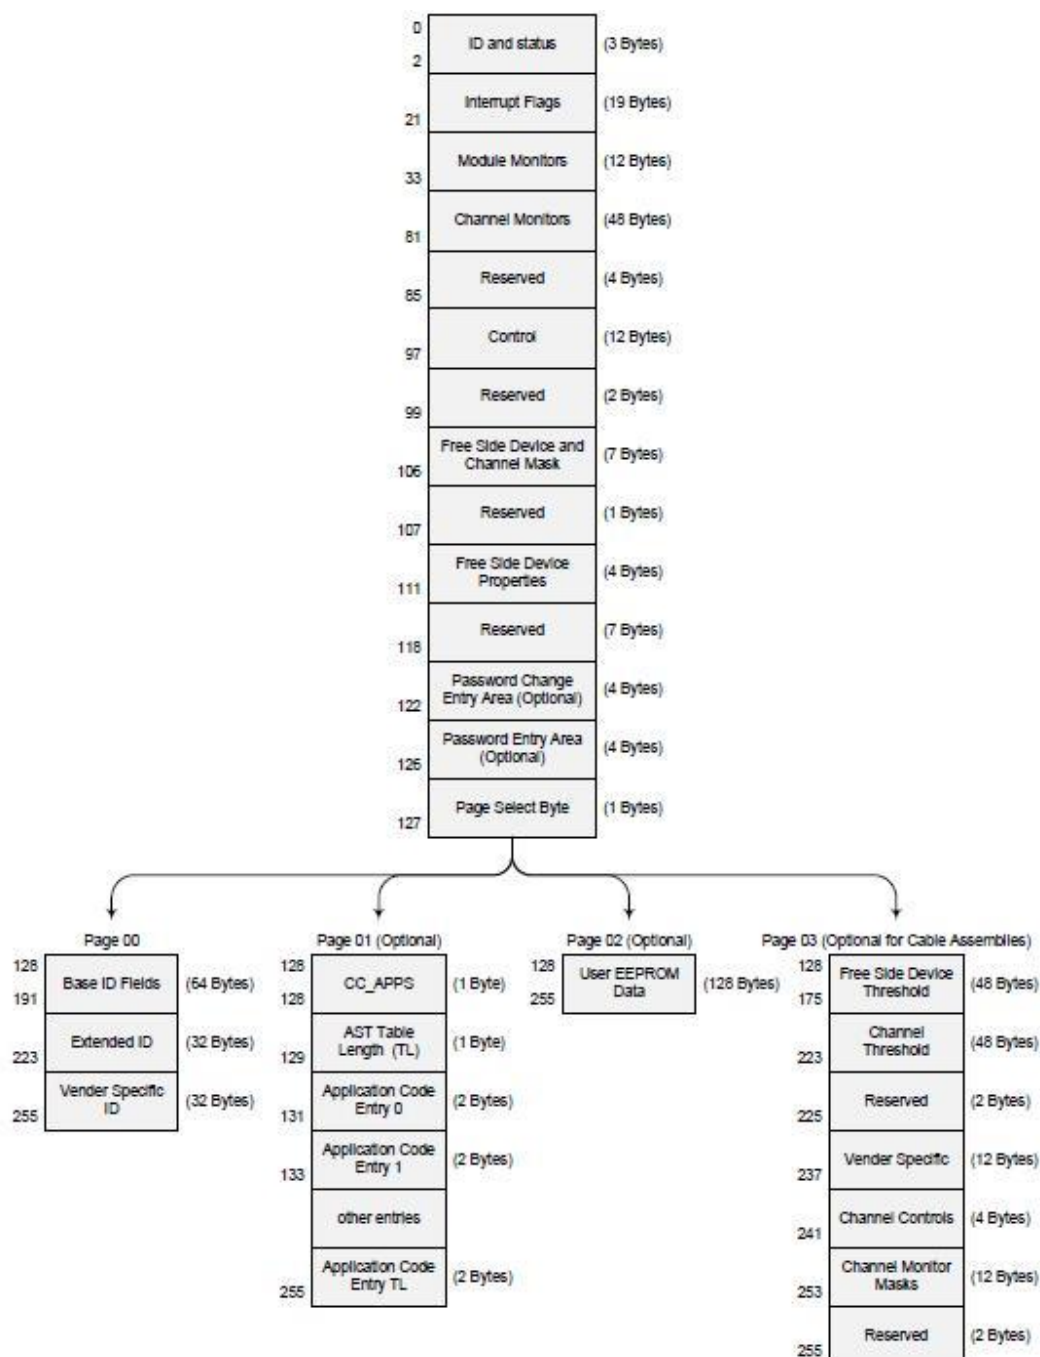 0
ID and status (3 Bytes)
2
Interrupt Flags (19 Bytes)
21
Module Monitors (12 Bytes)
33
Channel Monitors (48 Bytes)
81
Reserved (4 Bytes)
85
Control (12 Bytes)
97
Reserved (2 Bytes)
99
Free Side Device and
Channel Mask (7 Bytes)
106
Reserved (1 Bytes)
107
Free Side Device
Properties (4 Bytes)
111
Reserved (7 Bytes)
118
Password Change
Entry Area (Optional) (4 Bytes)
122
Password Entry Area
(Optional) (4 Bytes)
126
Page Select Byte (1 Bytes)
127
Page 00
128
Base ID Fields (64 Bytes)
191
Extended ID (32 Bytes)
223
Vender Specific
ID (32 Bytes)
255
Page 01 (Optional)
128
CC_APPS (1 Byte)
128
AST Table
Length (TL) (1 Byte)
129
Application Code
Entry 0 (2 Bytes)
131
Application Code
Entry 1 (2 Bytes)
133
other entries
Application Code
Entry TL (2 Bytes)
255
Page 02 (Optional)
128
User EEPROM
Data (128 Bytes)
255
Page 03 (Optional for Cable Assemblies)
128
Free Side Device
Threshold (48 Bytes)
175
Channel
Threshold (48 Bytes)
223
Reserved (2 Bytes)
225
Vender Specific (12 Bytes)
237
Channel Controls (4 Bytes)
241
Channel Monitor
Masks (12 Bytes)
253
Reserved (2 Bytes)
255